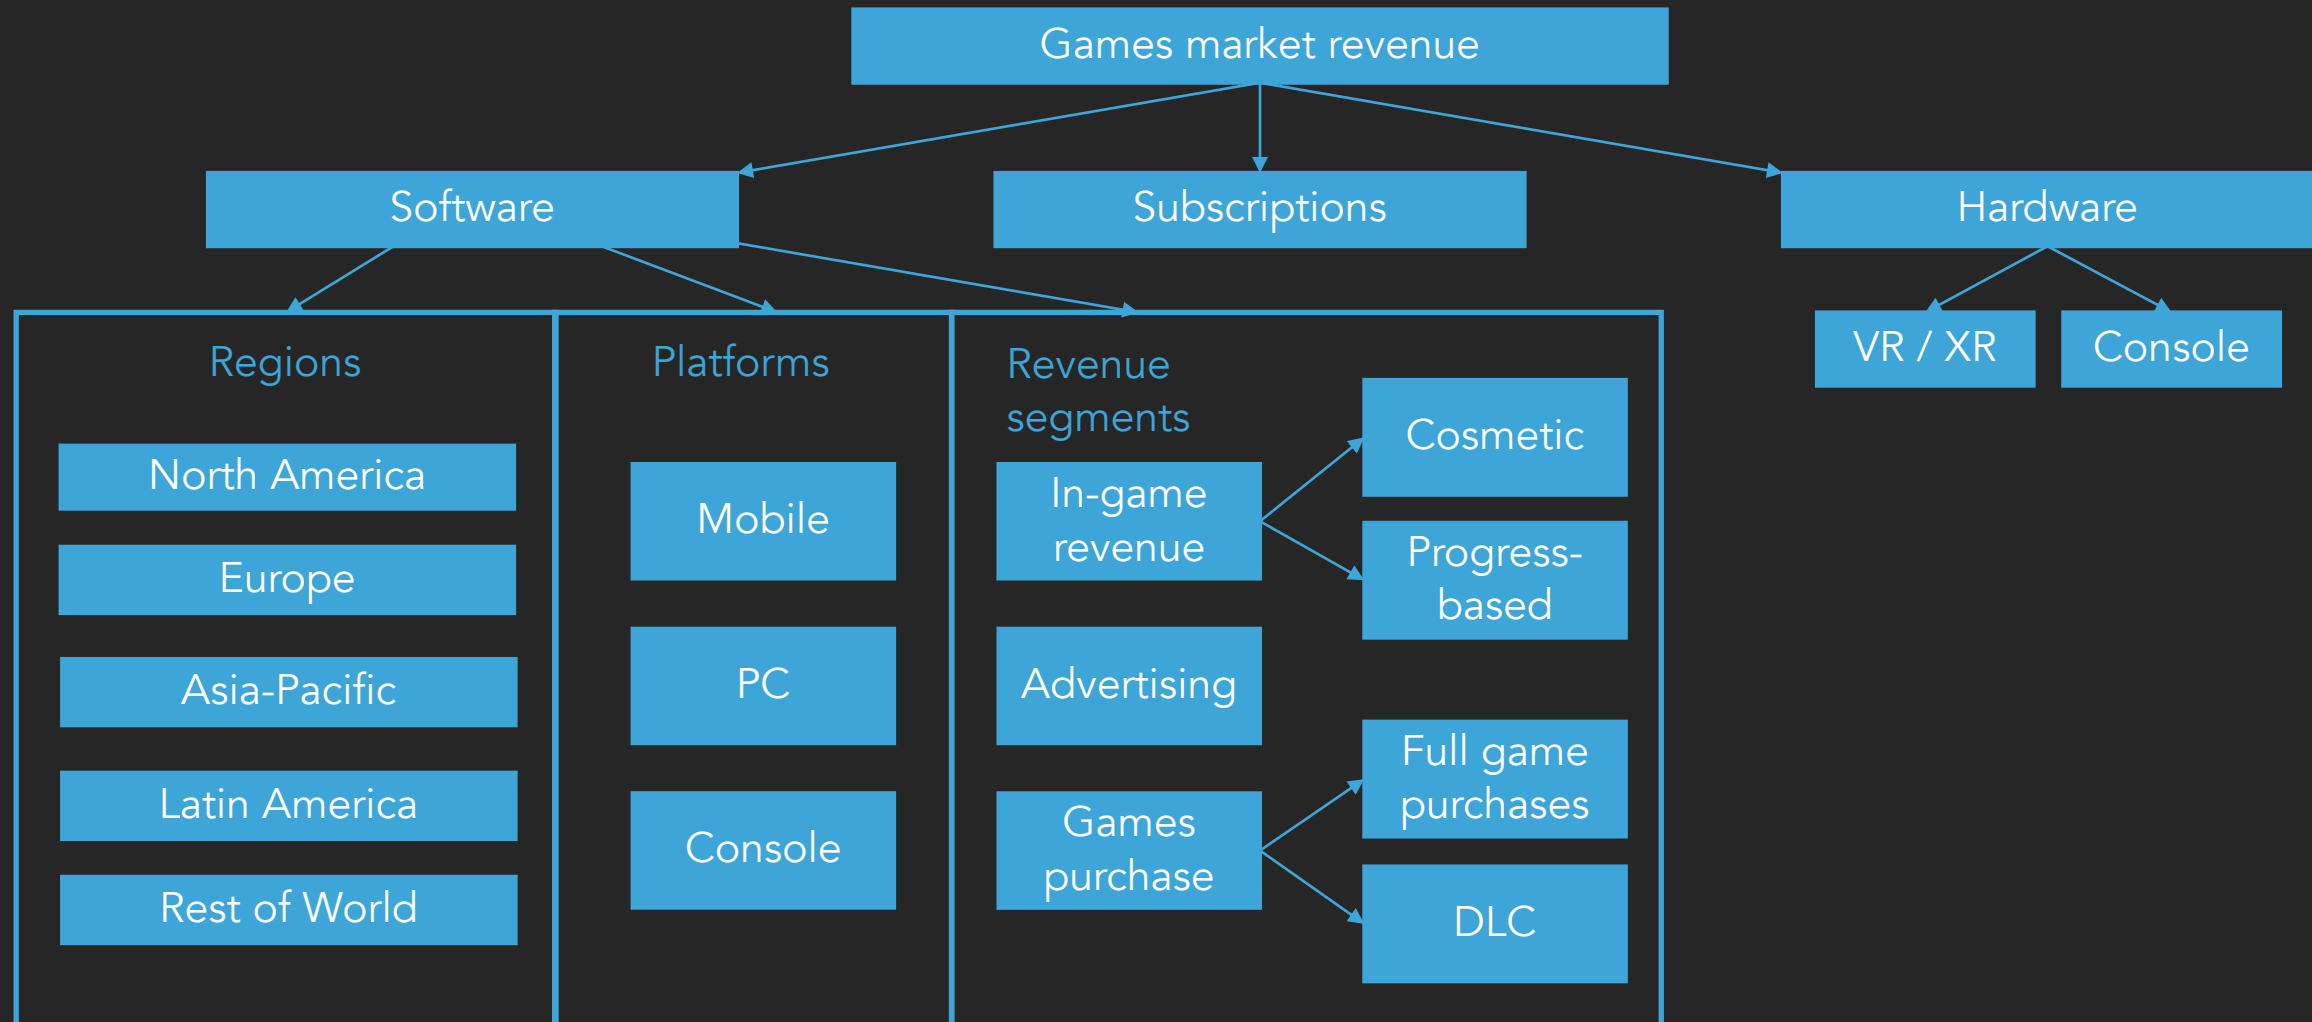 Games market revenue
Software
Subscriptions
Hardware
Regions
North America
Europe
Asia-Pacific
Latin America
Rest of World
Platforms
Mobile
PC
Console
Revenue
segments
In-game
revenue
Cosmetic
Progress-
based
Advertising
Games
purchase
Full game
purchases
DLC
VR / XR
Console